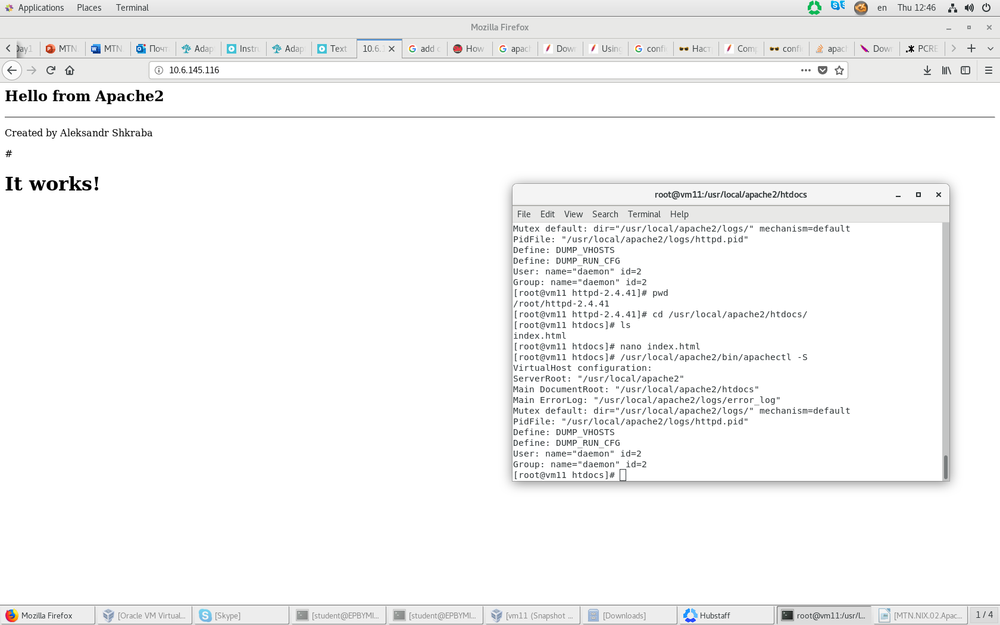 Applications Places Terminal
en Thu 12:46
Mozilla Firefox
Day1 MTN. MTN. Почт Adap Instr Adap Text 10.6.1 add c How apach Down Using confi Наст Comp confi apach Down PCRE
10.6.145.116
Hello from Apache2
Created by Aleksandr Shkraba
#
It works!
root@vm11:/usr/local/apache2/htdocs
File Edit View Search Terminal Help
Mutex default: dir="/usr/local/apache2/logs/" mechanism=default
PidFile: "/usr/local/apache2/logs/httpd.pid"
Define: DUMP_VHOSTS
Define: DUMP_RUN_CFG
User: name="daemon" id=2
Group: name="daemon" id=2
[root@vm11 httpd-2.4.41]# pwd
/root/httpd-2.4.41
[root@vm11 httpd-2.4.41]# cd /usr/local/apache2/htdocs/
[root@vm11 htdocs]# ls
index.html
[root@vm11 htdocs]# nano index.html
[root@vm11 htdocs]# /usr/local/apache2/bin/apachectl -S
VirtualHost configuration:
ServerRoot: "/usr/local/apache2"
Main DocumentRoot: "/usr/local/apache2/htdocs"
Main ErrorLog: "/usr/local/apache2/logs/error_log"
Mutex default: dir="/usr/local/apache2/logs/" mechanism=default
PidFile: "/usr/local/apache2/logs/httpd.pid"
Define: DUMP_VHOSTS
Define: DUMP_RUN_CFG
User: name="daemon" id=2
Group: name="daemon" id=2
[root@vm11 htdocs]#
Mozilla Firefox [Oracle VM Virtual... [Skype] [student@EPBYMI... [student@EPBYMI... [vm11 (Snapshot ... [Downloads] Hubstaff root@vm11:/usr/l... [MTN.NIX.02.Apac... 1 / 4